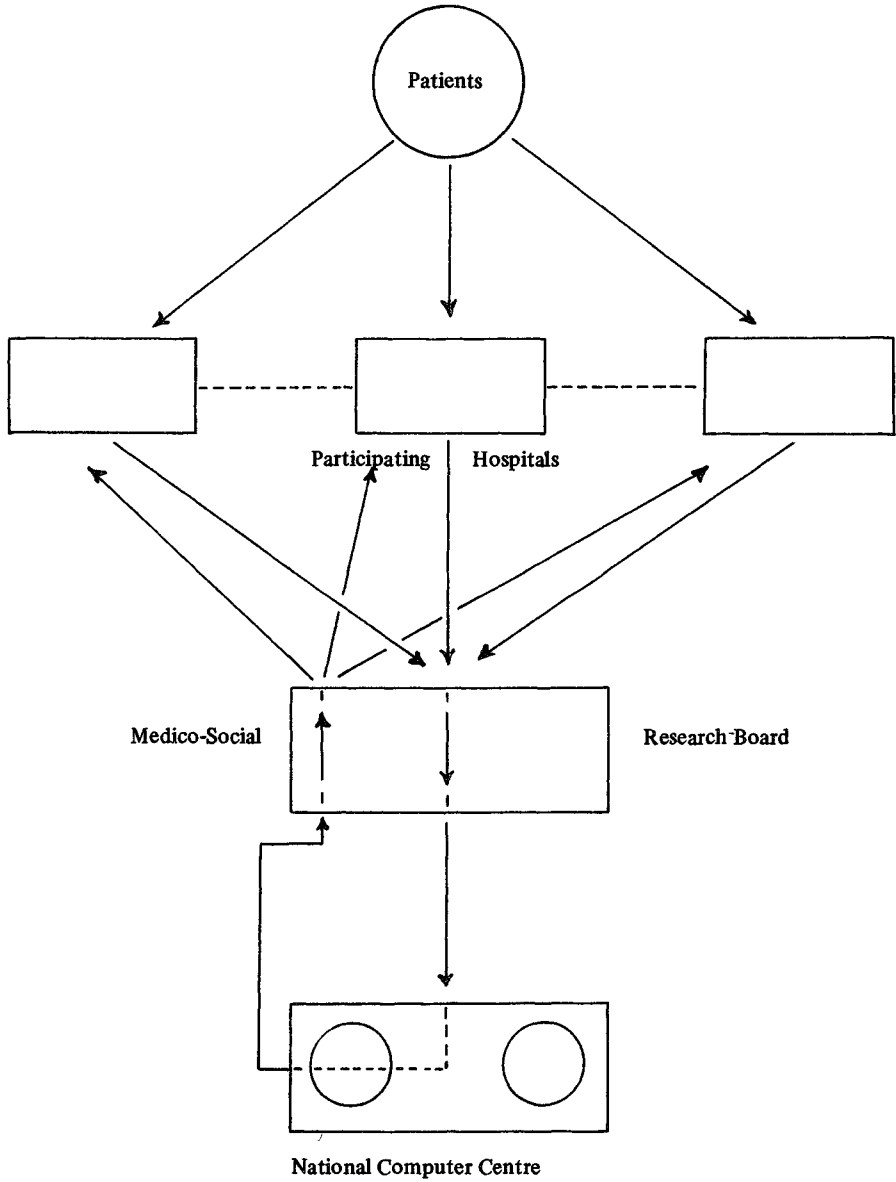 Patients
Participating Hospitals
Medico-Social Research-Board
National Computer Centre